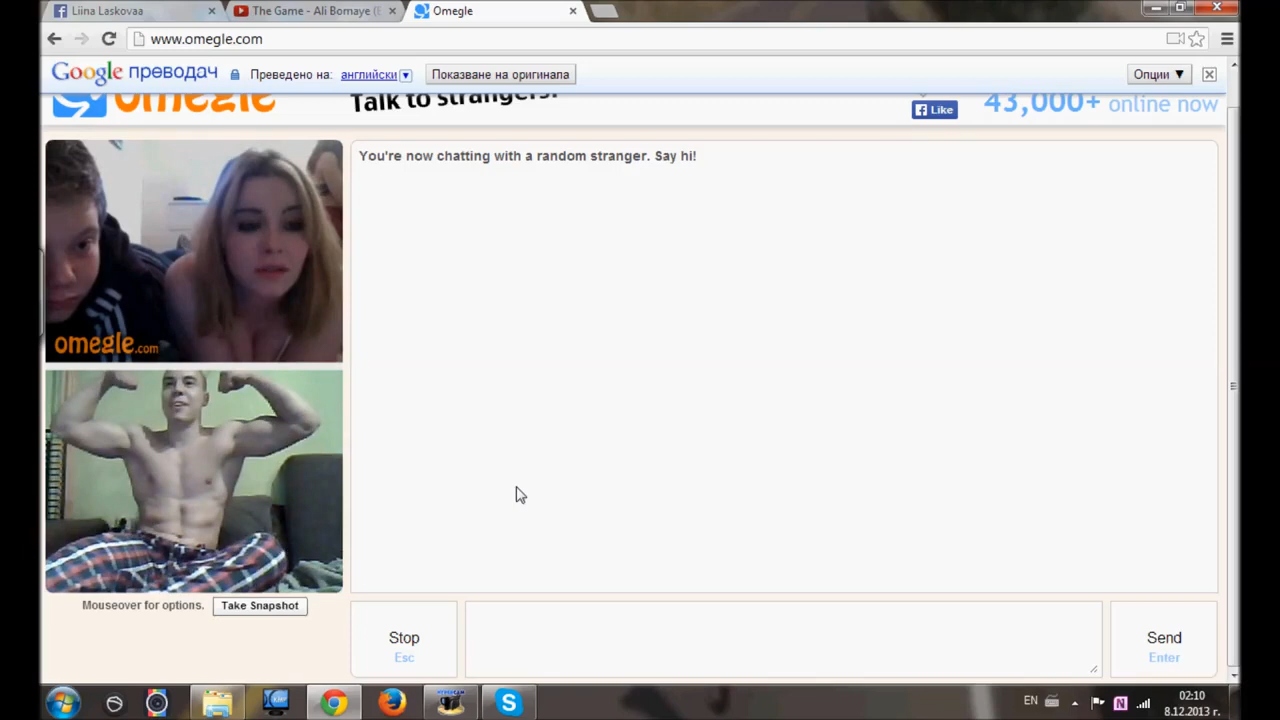 Liina Laskovaa
The Game - Ali Bomaye (E
Omegle
www.omegle.com
Google преводач
Преведено на: английски
Показване на оригинала
Опции ▼
omegle
Talk to strangers!
Like
43,000+ online now
You're now chatting with a random stranger. Say hi!
omegle.com
Mouseover for options.
Take Snapshot
Stop
Esc
Send
Enter
EN
N
02:10
8.12.2013 г.